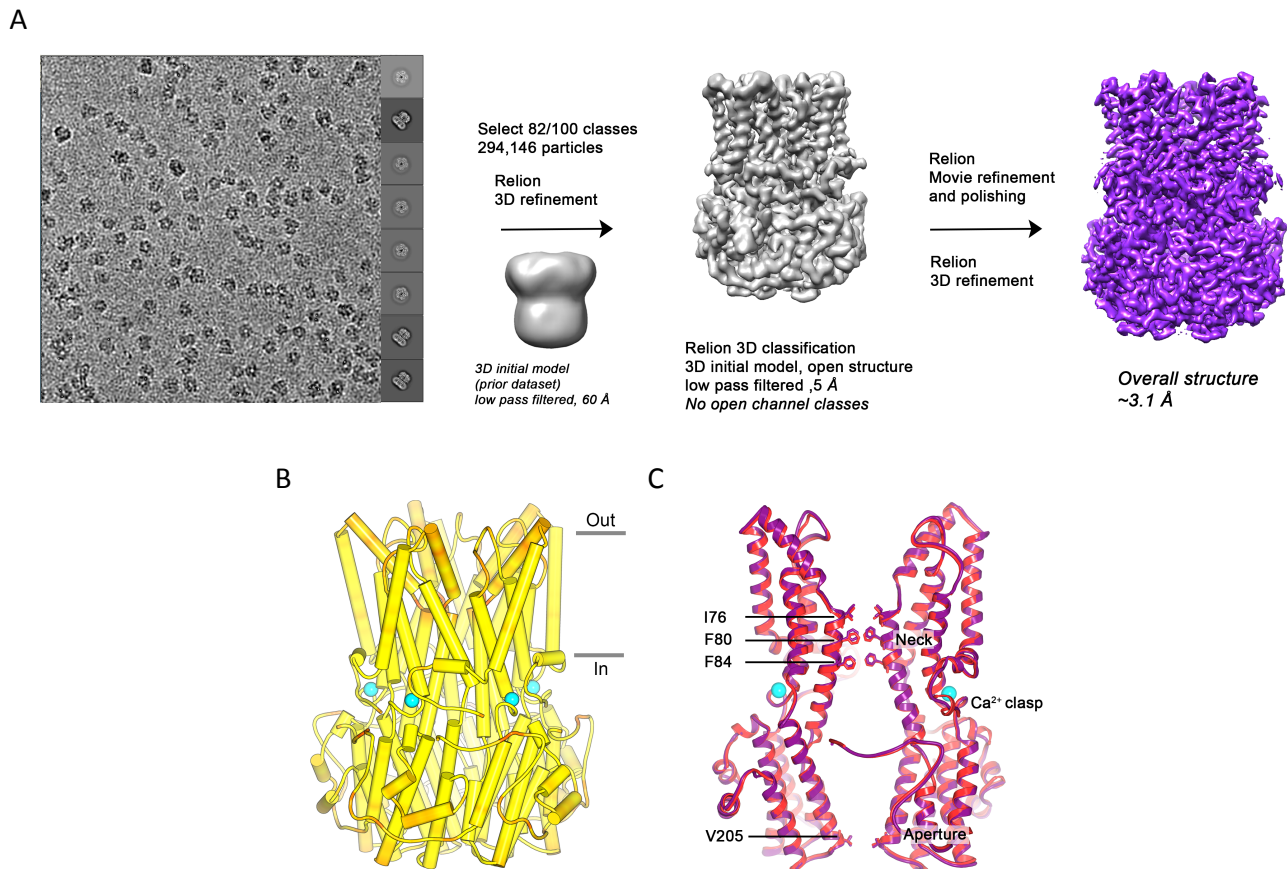 A
Select 82/100 classes
294,146 particles
Relion
3D refinement
3D initial model
(prior dataset)
low pass filtered, 60 Å
Relion 3D classification
3D initial model, open structure
low pass filtered ,5 Å
No open channel classes
Relion
Movie refinement
and polishing
Relion
3D refinement
Overall structure
~3.1 Å
B
Out
In
C
I76
F80
F84
Neck
Ca²⁺ clasp
V205
Aperture